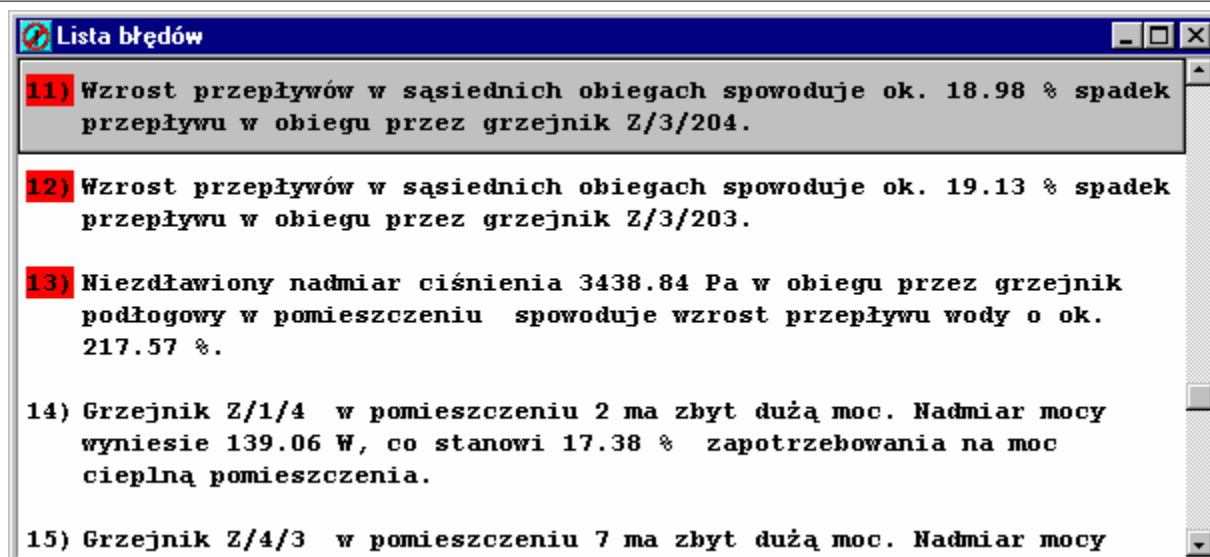 Lista błędów
11) Wzrost przepływów w sąsiednich obiegach spowoduje ok. 18.98 % spadek
przepływu w obiegu przez grzejnik Z/3/204.
12) Wzrost przepływów w sąsiednich obiegach spowoduje ok. 19.13 % spadek
przepływu w obiegu przez grzejnik Z/3/203.
13) Niezdławiony nadmiar ciśnienia 3438.84 Pa w obiegu przez grzejnik
podłogowy w pomieszczeniu  spowoduje wzrost przepływu wody o ok.
217.57 %.
14) Grzejnik Z/1/4  w pomieszczeniu 2 ma zbyt dużą moc. Nadmiar mocy
wyniesie 139.06 W, co stanowi 17.38 %  zapotrzebowania na moc
cieplną pomieszczenia.
15) Grzejnik Z/4/3  w pomieszczeniu 7 ma zbyt dużą moc. Nadmiar mocy